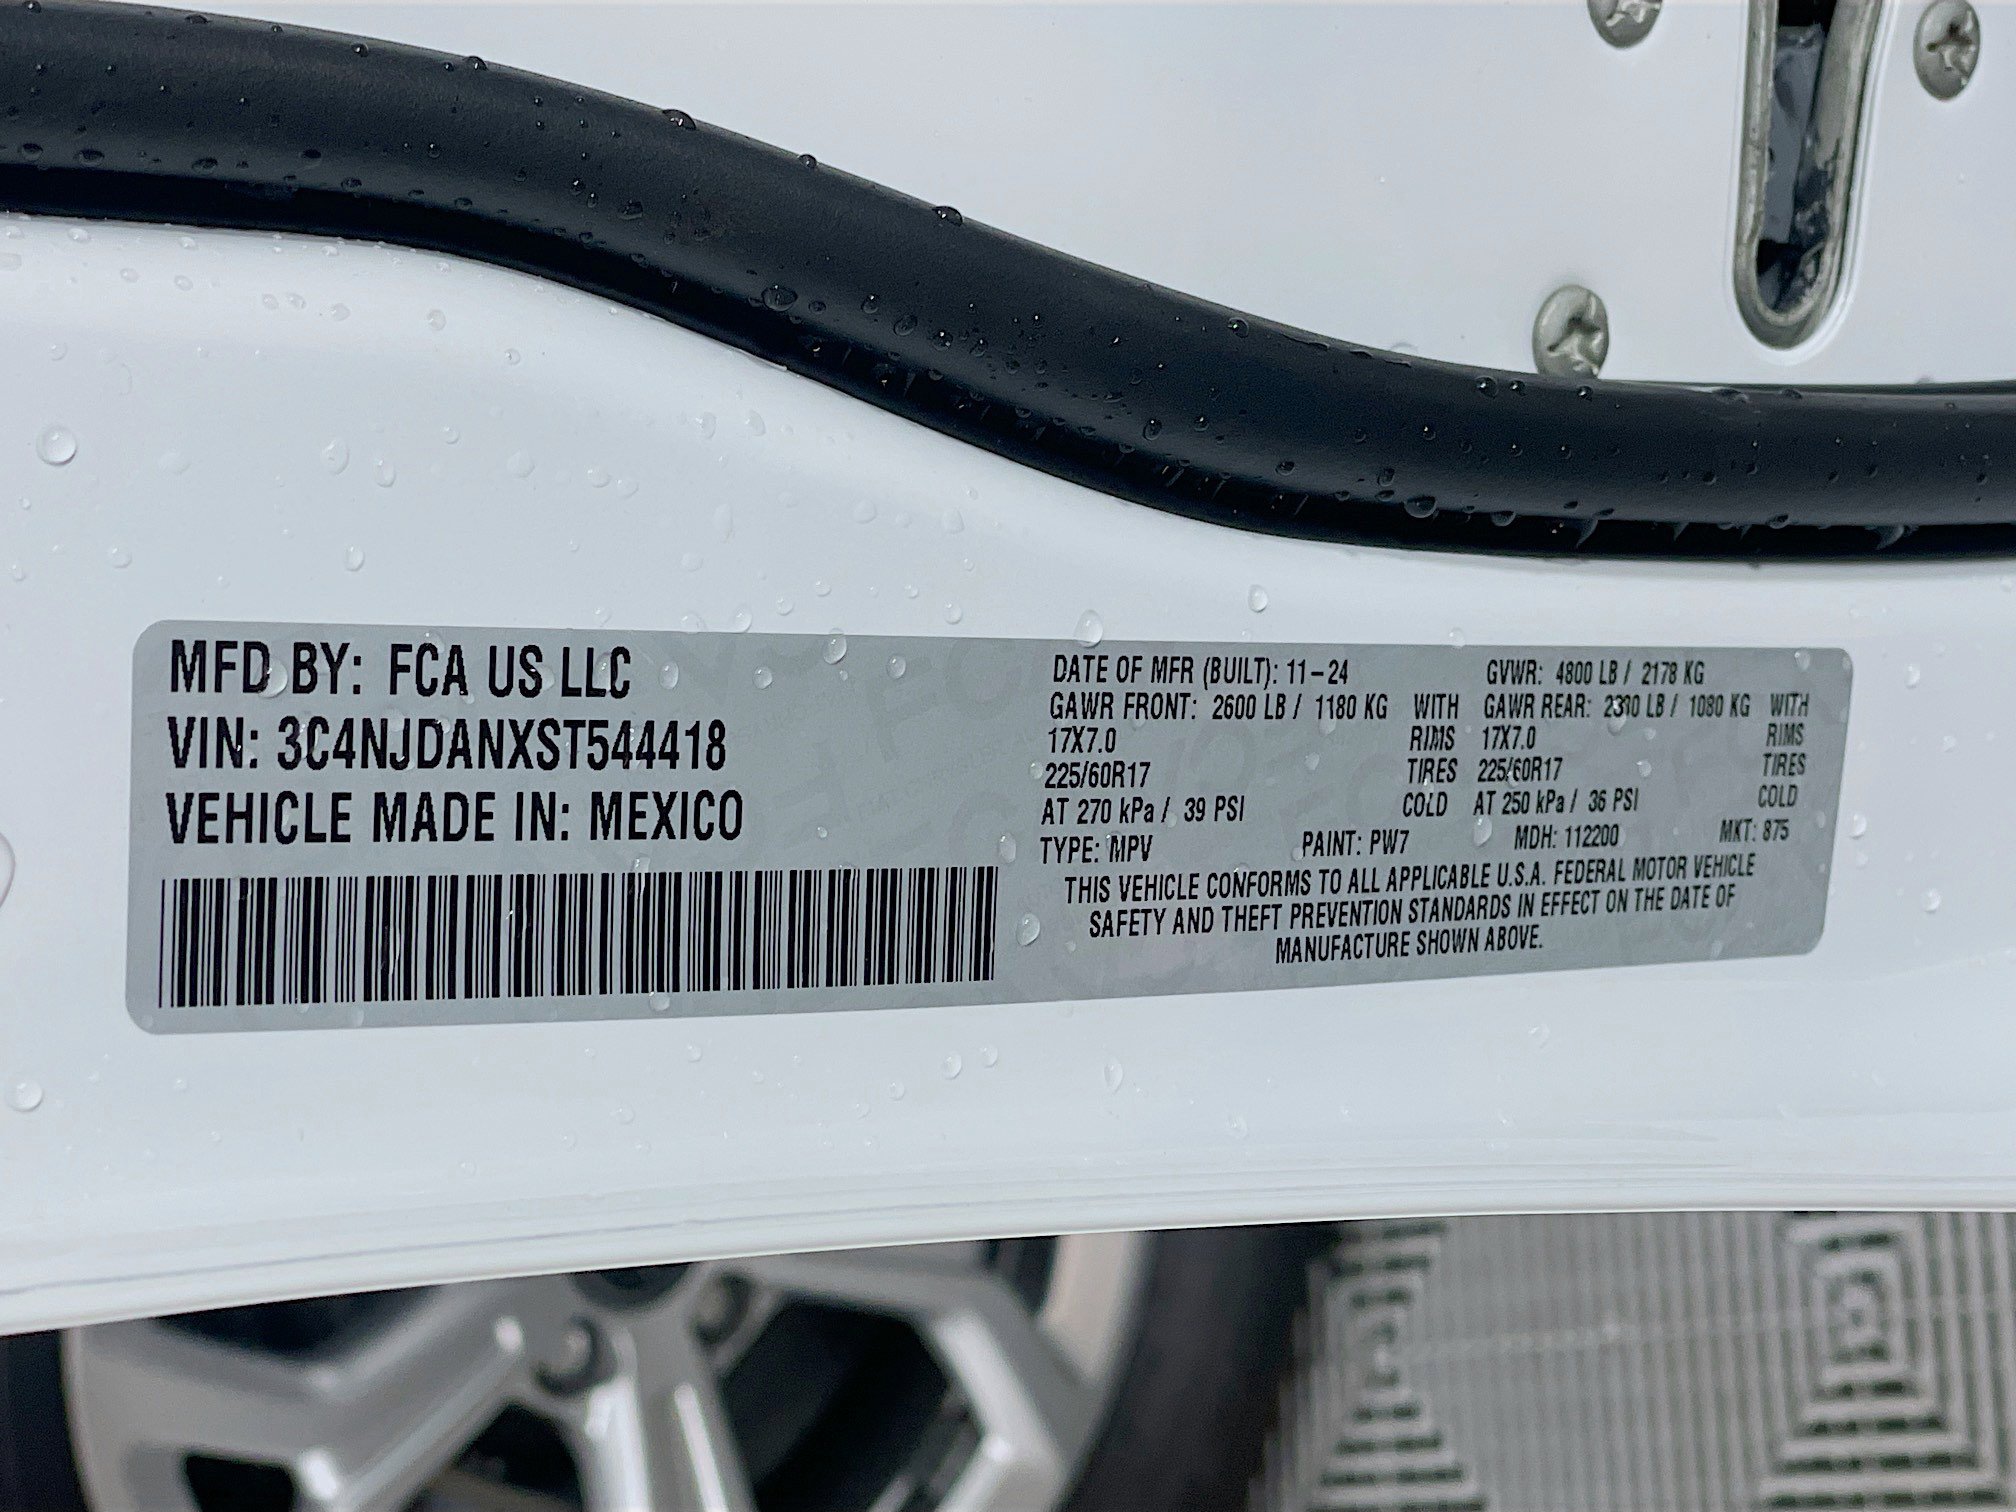 MFD BY: FCA US LLC
VIN: 3C4NJDANXST544418
VEHICLE MADE IN: MEXICO
DATE OF MFR (BUILT): 11-24 GVWR: 4800 LB / 2178 KG
GAWR FRONT: 2600 LB / 1180 KG WITH GAWR REAR: LB / 1080 KG WITH
17X7.0 RIMS 17X7.0 RIMS
225/60R17 TIRES 225/60R17 TIRES
AT 270 kPa / 39 PSI COLD AT 250 kPa / 36 PSI COLD
TYPE: MPV PAINT: PW7 MDH: 112200 MKT: 875
THIS VEHICLE CONFORMS TO ALL APPLICABLE U.S.A. FEDERAL MOTOR VEHICLE
SAFETY AND THEFT PREVENTION STANDARDS IN EFFECT ON THE DATE OF
MANUFACTURE SHOWN ABOVE.